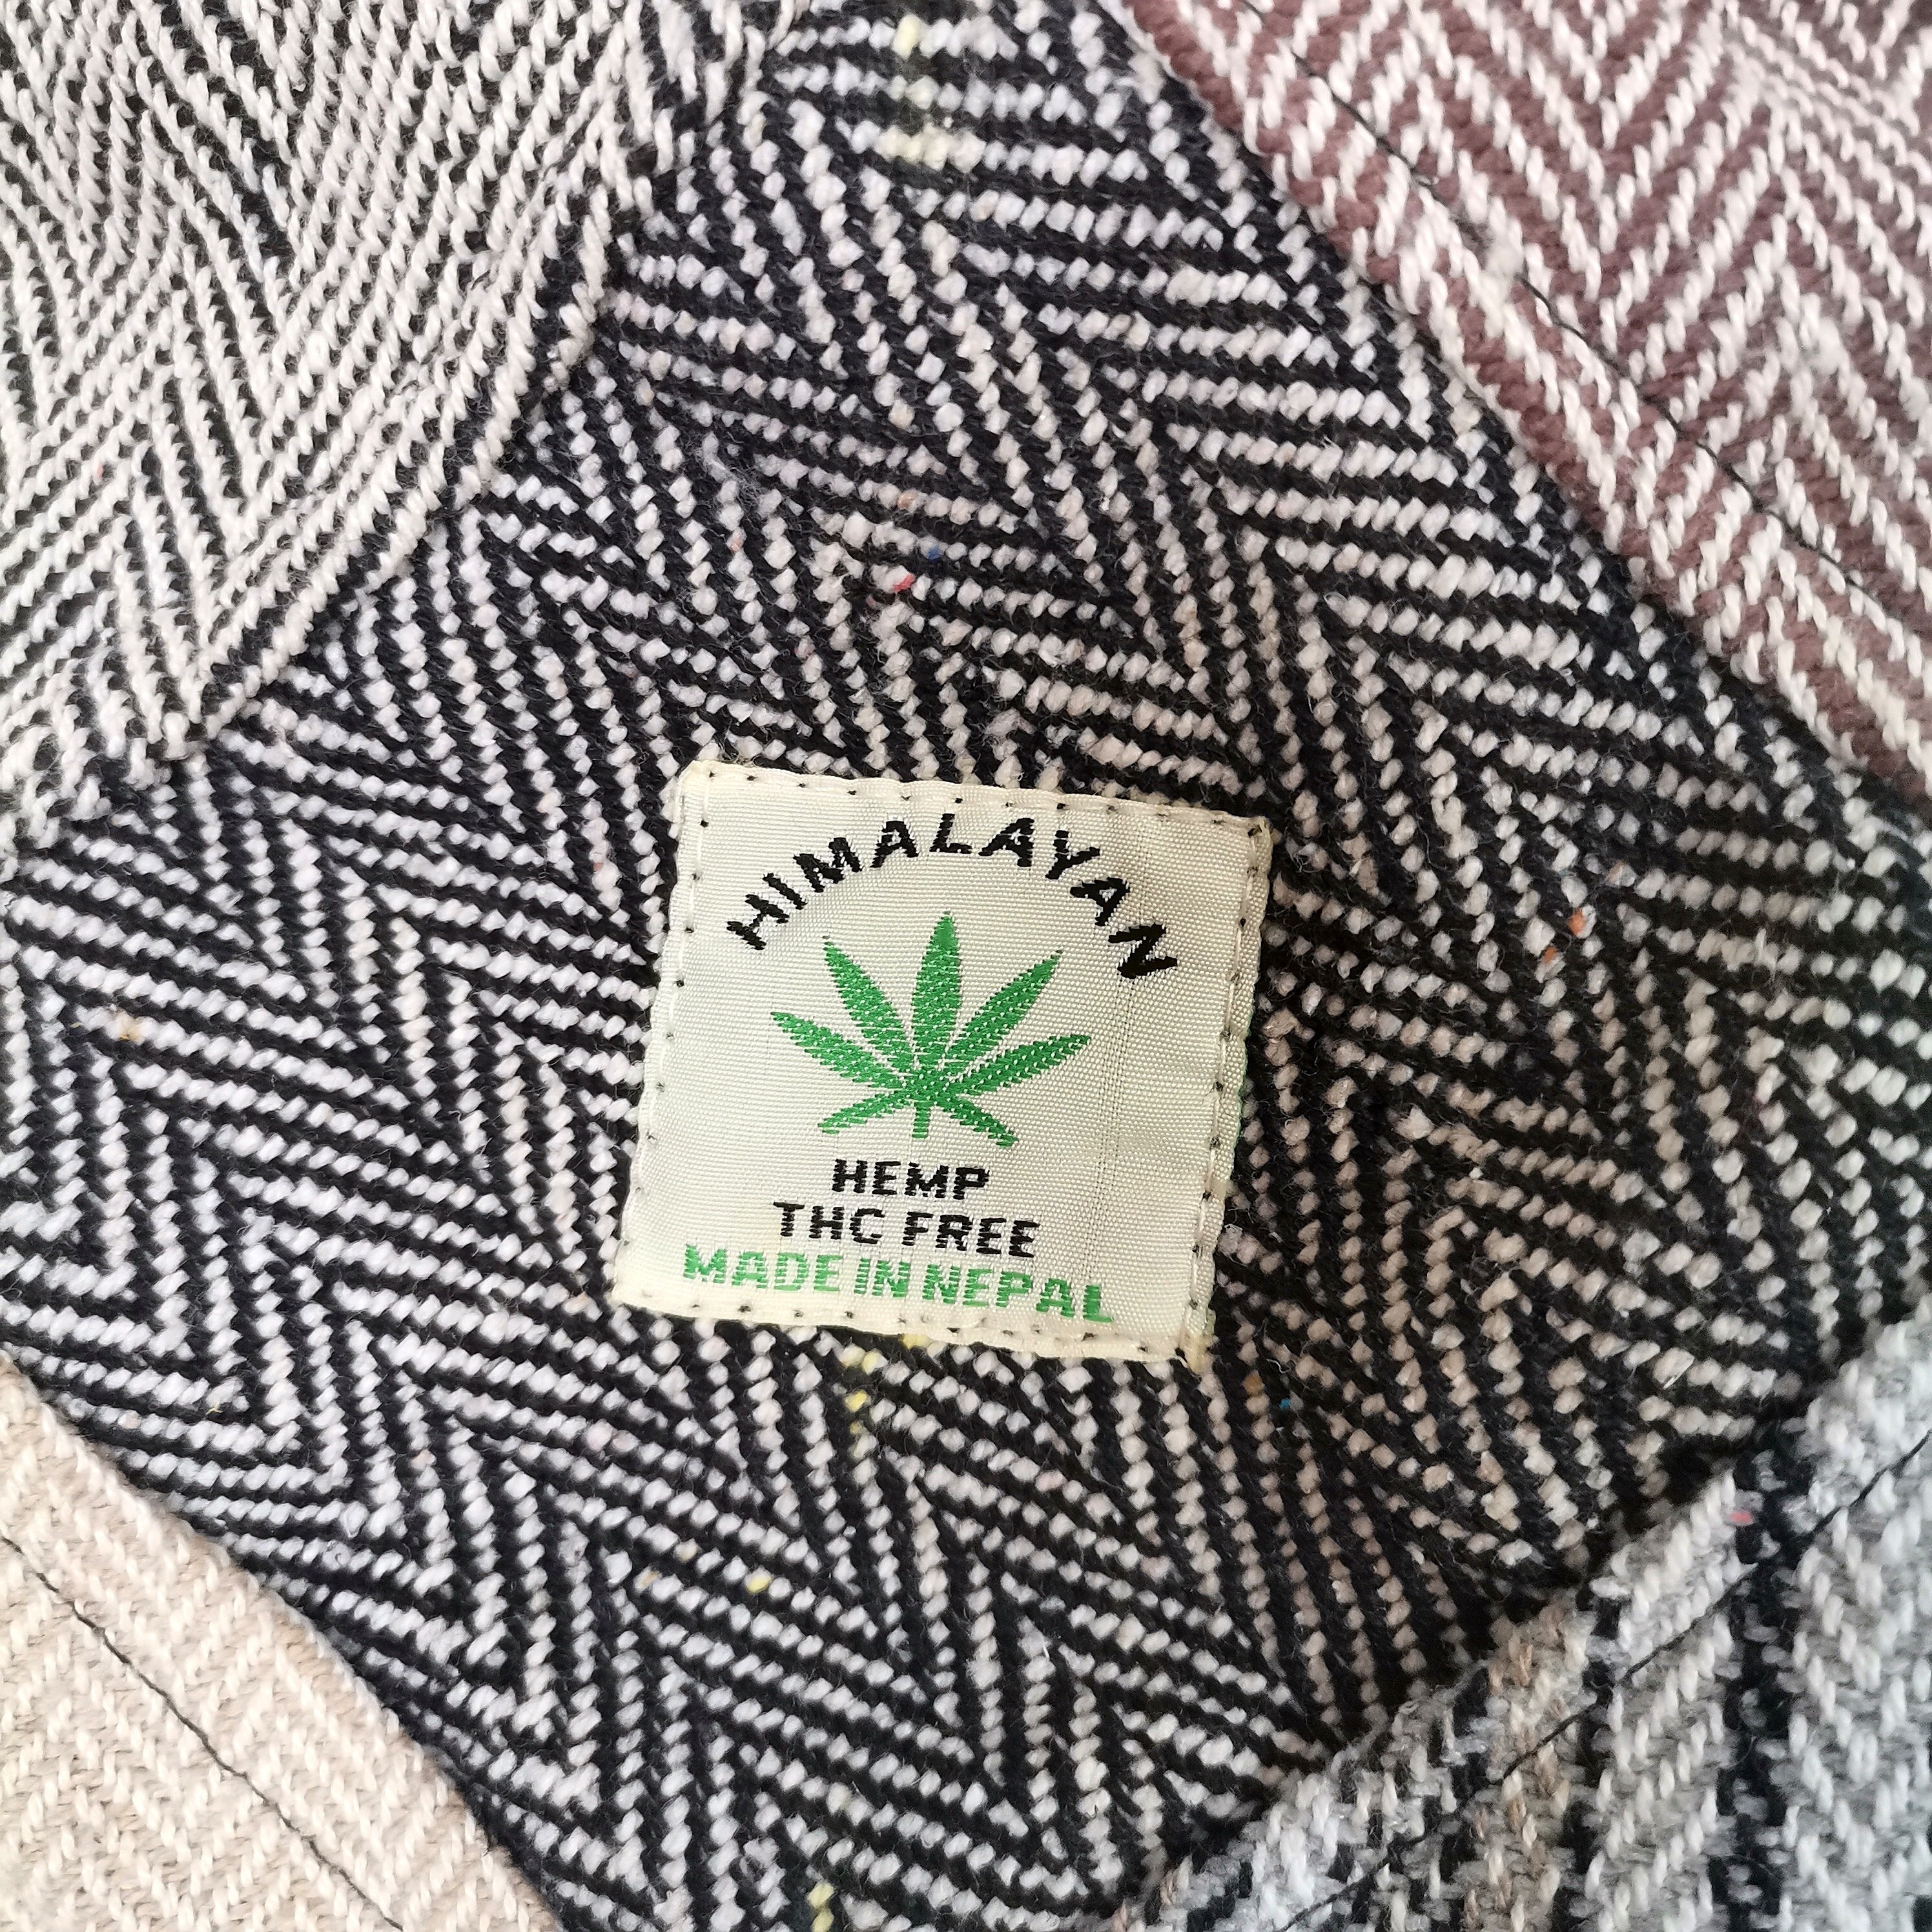 HIMALAYAN
HEMP
THC FREE
MADE IN NEPAL